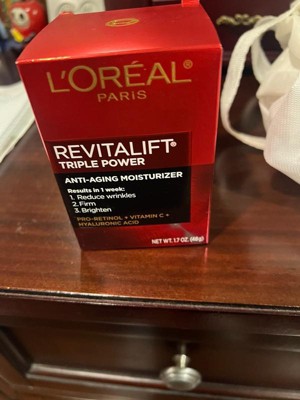 L'ORÉAL®
PARIS
REVITALIFT®
TRIPLE POWER
ANTI-AGING MOISTURIZER
Results in 1 week:
1. Reduce wrinkles
2. Firm
3. Brighten
PRO-RETINOL + VITAMIN C +
HYALURONIC ACID
NET WT. 1.7 OZ. (48g)